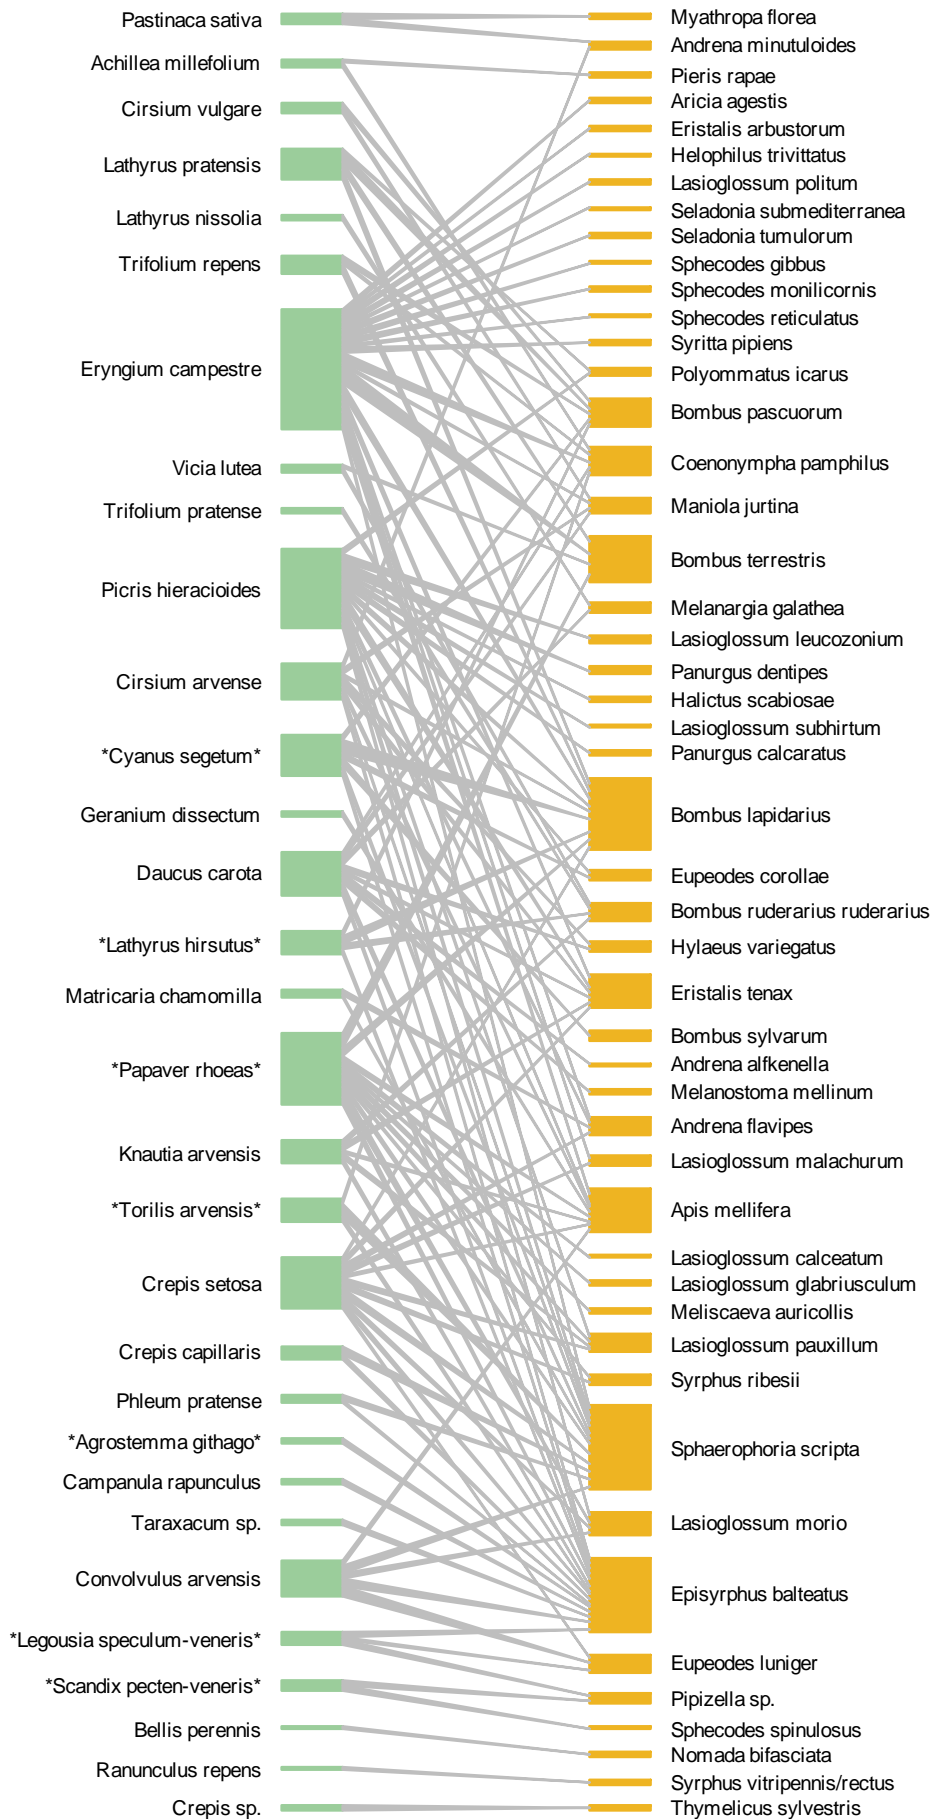 Pastinaca sativa
Achillea millefolium
Cirsium vulgare
Lathyrus pratensis
Lathyrus nissolia
Trifolium repens
Eryngium campestre
Vicia lutea
Trifolium pratense
Picris hieracioides
Cirsium arvense
*Cyanus segetum*
Geranium dissectum
Daucus carota
*Lathyrus hirsutus*
Matricaria chamomilla
*Papaver rhoeas*
Knautia arvensis
*Torilis arvensis*
Crepis setosa
Crepis capillaris
Phleum pratense
*Agrostemma githago*
Campanula rapunculus
Taraxacum sp.
Convolvulus arvensis
*Legousia speculum-veneris*
*Scandix pecten-veneris*
Bellis perennis
Ranunculus repens
Crepis sp.
Myathropa florea
Andrena minutuloides
Pieris rapae
Aricia agestis
Eristalis arbustorum
Helophilus trivittatus
Lasioglossum politum
Seladonia submediterranea
Seladonia tumulorum
Sphecodes gibbus
Sphecodes monilicornis
Sphecodes reticulatus
Syritta pipiens
Polyommatus icarus
Bombus pascuorum
Coenonympha pamphilus
Maniola jurtina
Bombus terrestris
Melanargia galathea
Lasioglossum leucozonium
Panurgus dentipes
Halictus scabiosae
Lasioglossum subhirtum
Panurgus calcaratus
Bombus lapidarius
Eupeodes corollae
Bombus ruderarius ruderarius
Hylaeus variegatus
Eristalis tenax
Bombus sylvarum
Andrena alfkenella
Melanostoma mellinum
Andrena flavipes
Lasioglossum malachurum
Apis mellifera
Lasioglossum calceatum
Lasioglossum glabriusculum
Meliscaeva auricollis
Lasioglossum pauxillum
Syrphus ribesii
Sphaerophoria scripta
Lasioglossum morio
Episyrphus balteatus
Eupeodes luniger
Pipizella sp.
Sphecodes spinulosus
Nomada bifasciata
Syrphus vitripennis/rectus
Thymelicus sylvestris